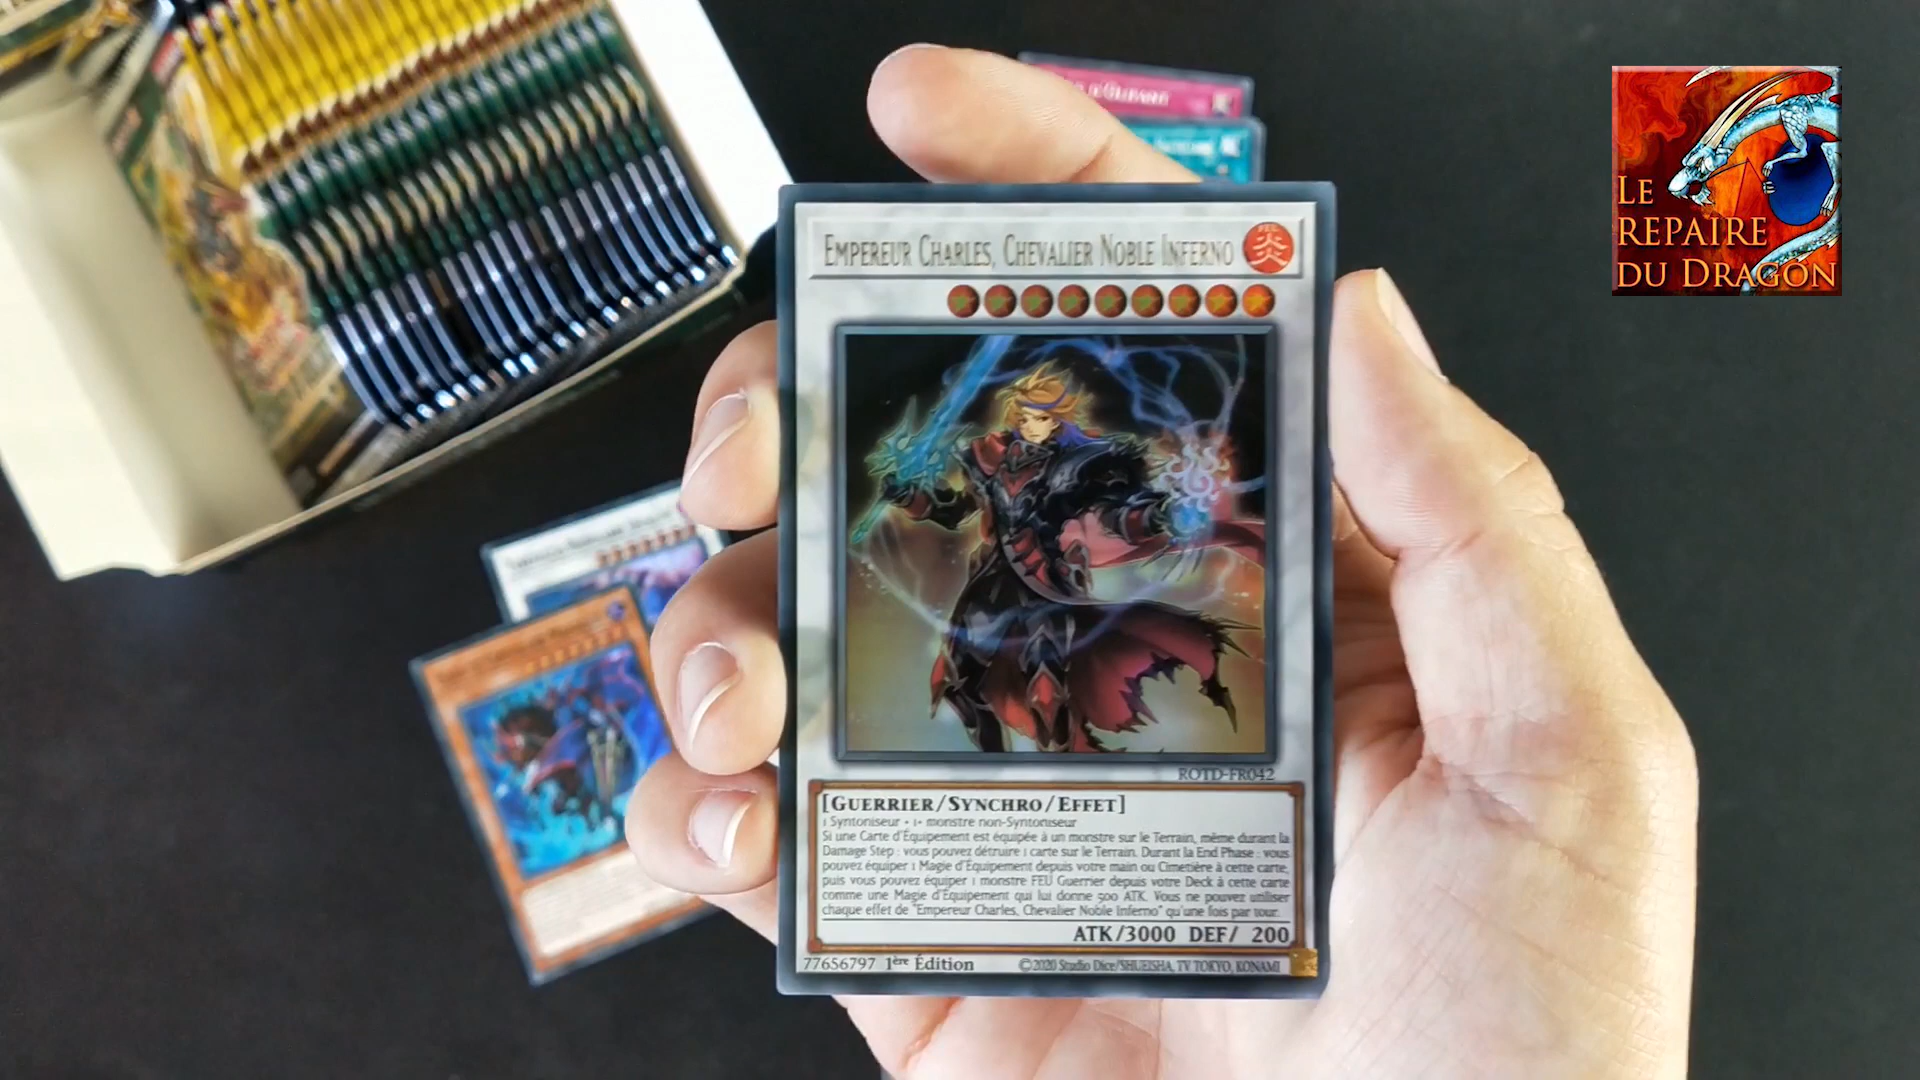 LE
REPAIRE
DU DRAGON
EMPEREUR CHARLES, CHEVALIER NOBLE INFERNO
FEU
炎
ROTD-FR042
[GUERRIER/SYNCHRO/EFFET]
1 Syntoniseur + 1+ monstre non-Syntoniseur
Si une Carte d'Équipement est équipée à un monstre sur le Terrain, même durant la
Damage Step : vous pouvez détruire 1 carte sur le Terrain. Durant la End Phase : vous
pouvez équiper 1 Magie d'Équipement depuis votre main ou Cimetière à cette carte,
puis vous pouvez équiper 1 monstre FEU Guerrier depuis votre Deck à cette carte
comme une Magie d'Équipement qui lui donne 500 ATK. Vous ne pouvez utiliser
chaque effet de "Empereur Charles, Chevalier Noble Inferno" qu'une fois par tour.
ATK/3000 DEF/ 200
77656797 1ère Édition ©2020 Studio Dice/SHUEISHA, TV TOKYO, KONAMI